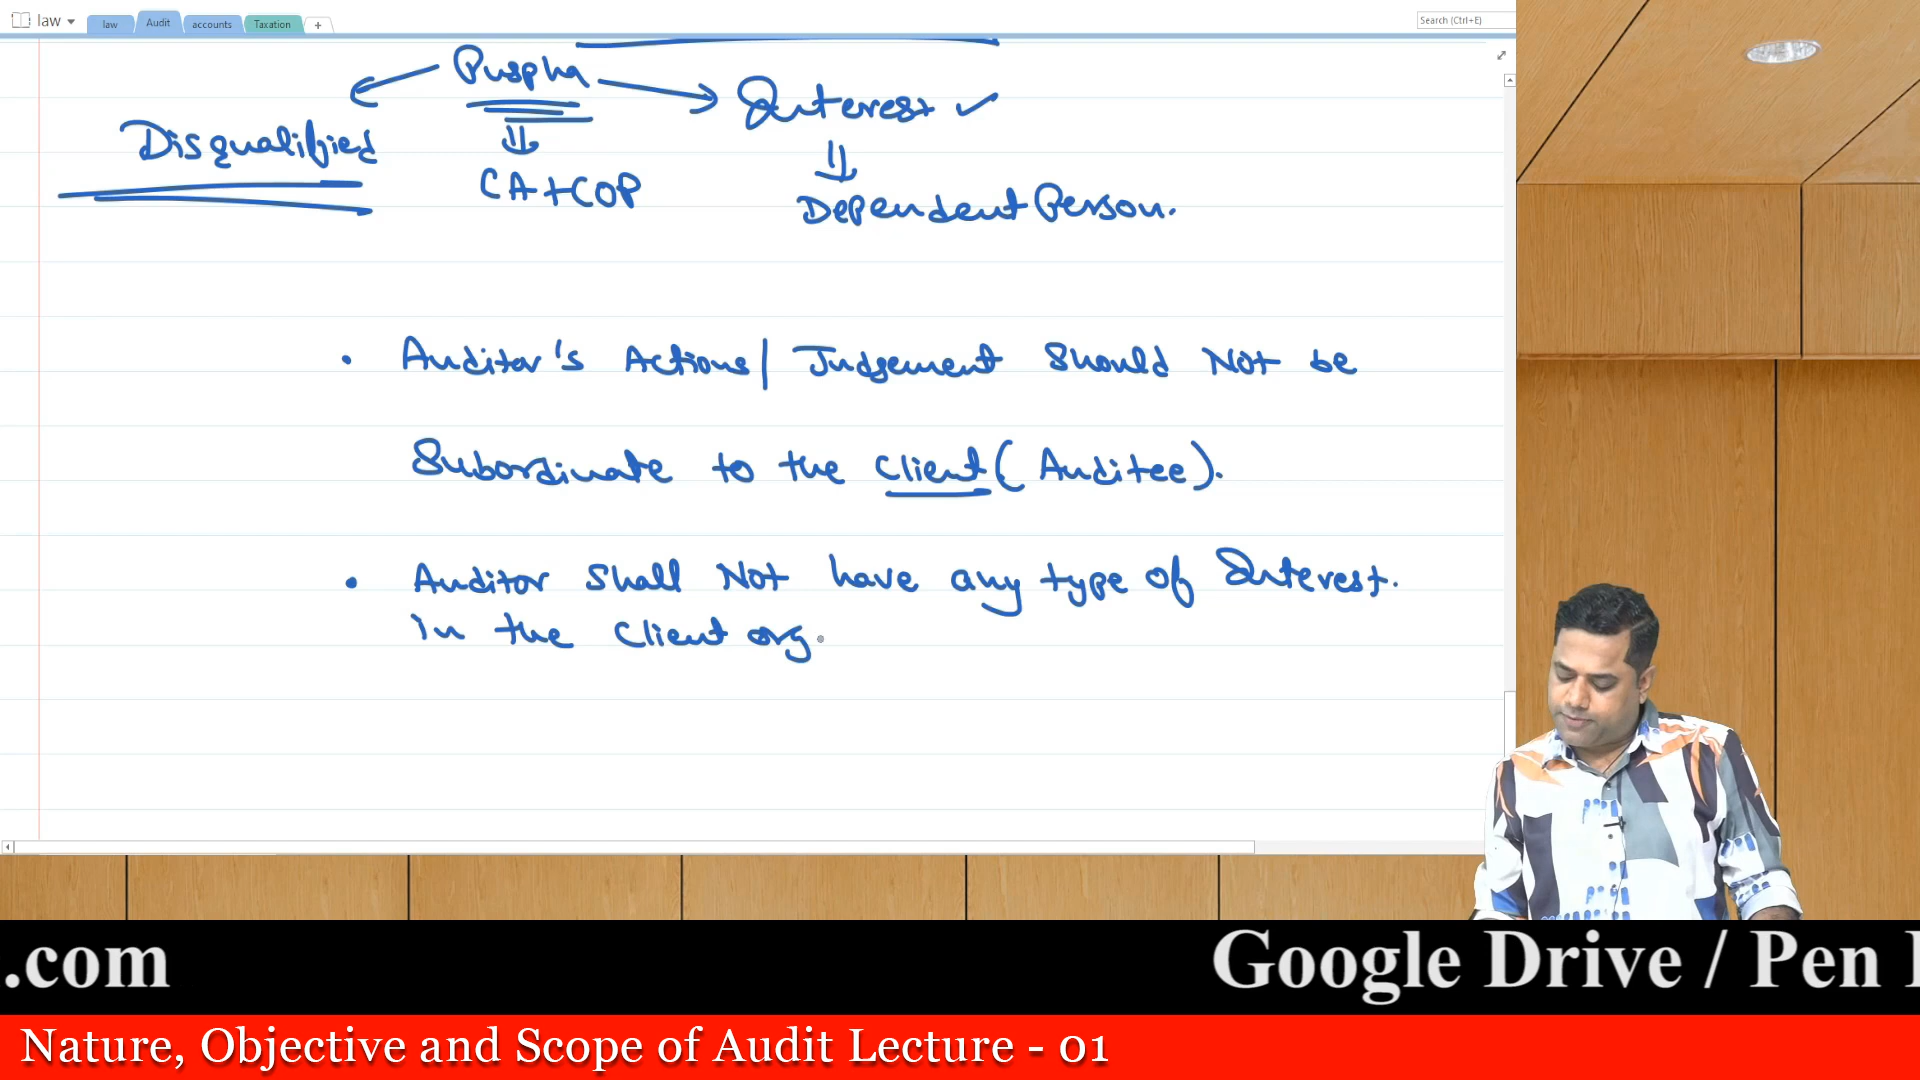 law
law Audit accounts Taxation +
Search (Ctrl+E)
Puspha
Interest ✓
Disqualified
CA+COP
Dependent Person.
• Auditor's Actions/ Judgement Should Not be
Subordinate to the Client (Auditee).
• Auditor Shall Not have any type of Interest.
in the Client org.
.com
Google Drive / Pen
Nature, Objective and Scope of Audit Lecture - 01